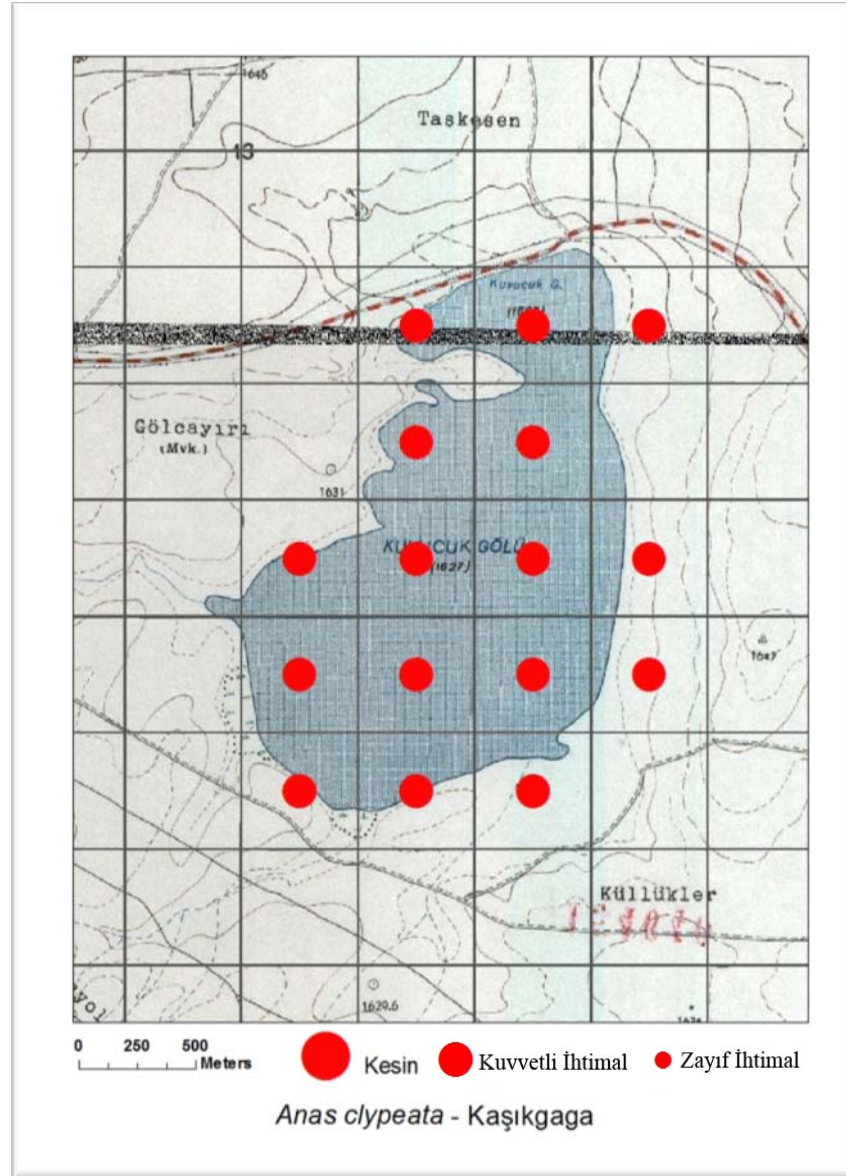 1645
Taşkesen
13
Kuyucuk G.
Gölcayırı
(Mvk.)
1631
GÖLÜ
(1627)
1647
Küllükler
1629.6
yol
0 250 500
Meters
Kesin
Kuvvetli İhtimal
Zayıf İhtimal
Anas clypeata - Kaşıkgaga